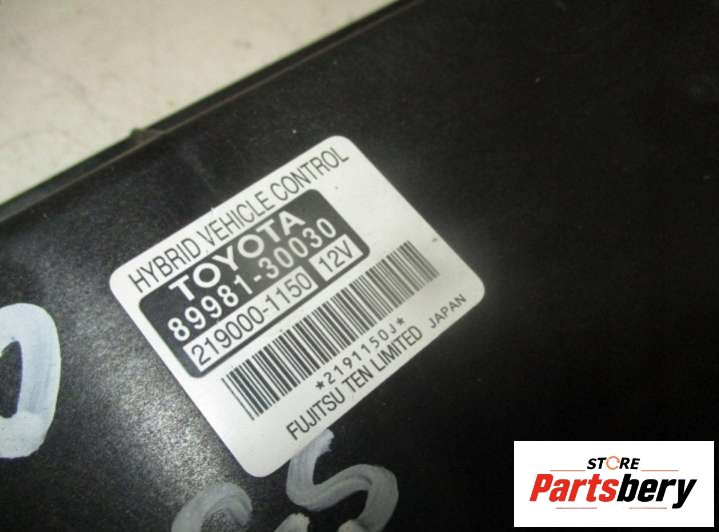 HYBRID VEHICLE CONTROL
TOYOTA
89981-30030
219000-1150 12V
*2191150J*
FUJITSU TEN LIMITED JAPAN
STORE
Partsbery